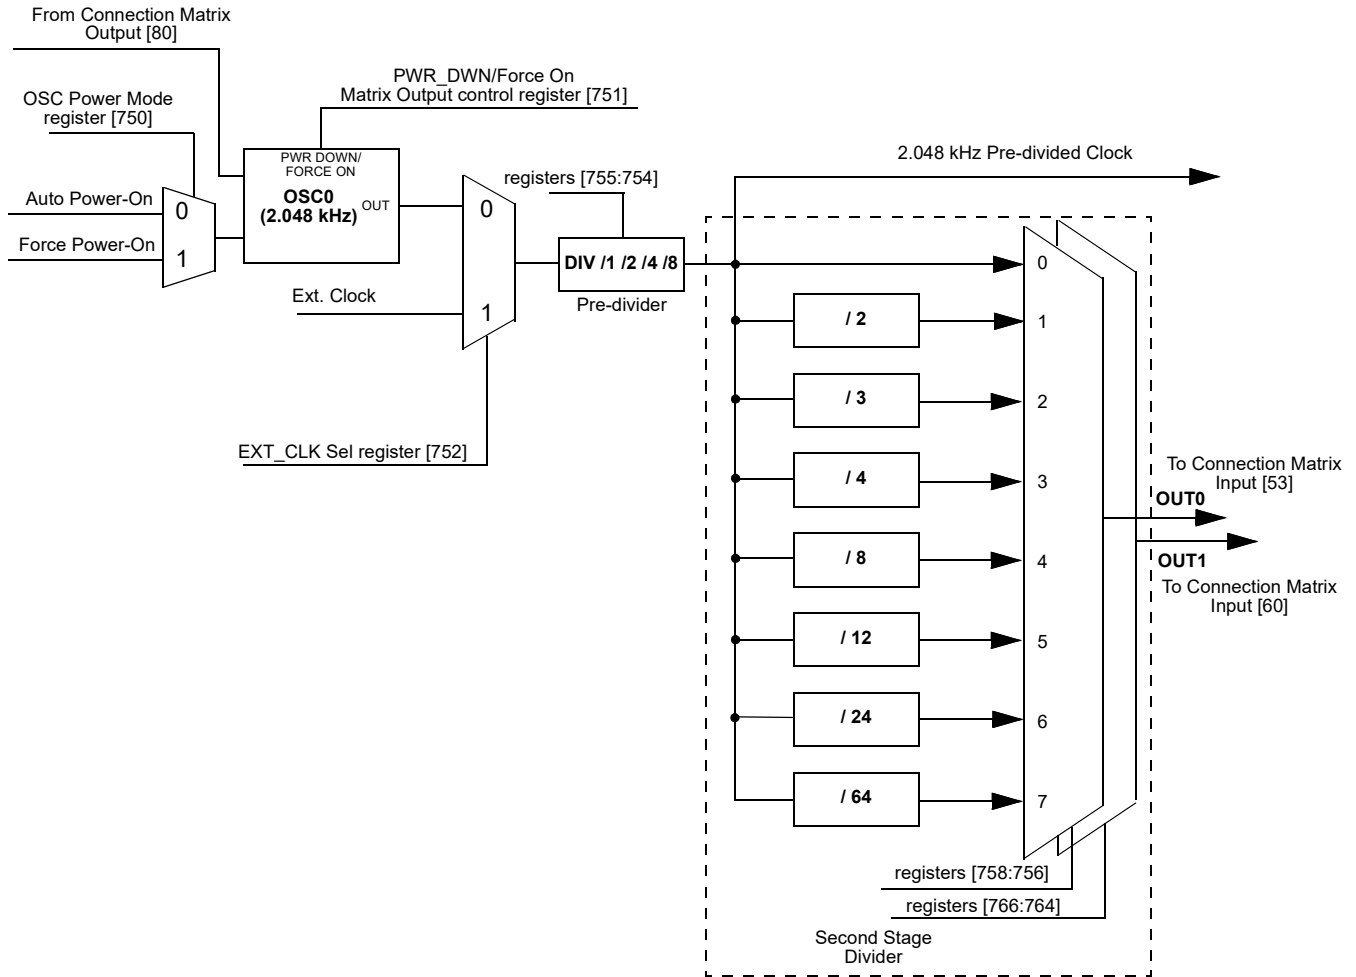 From Connection Matrix
Output [80]
OSC Power Mode
register [750]
PWR_DWN/Force On
Matrix Output control register [751]
Auto Power-On
Force Power-On
0
1
PWR DOWN/
FORCE ON
OSC0
(2.048 kHz)
OUT
0
1
Ext. Clock
EXT_CLK Sel register [752]
registers [755:754]
DIV /1 /2 /4 /8
Pre-divider
2.048 kHz Pre-divided Clock
0
/ 2
1
/ 3
2
/ 4
3
/ 8
4
/ 12
5
/ 24
6
/ 64
7
To Connection Matrix
Input [53]
OUT0
OUT1
To Connection Matrix
Input [60]
registers [758:756]
registers [766:764]
Second Stage
Divider